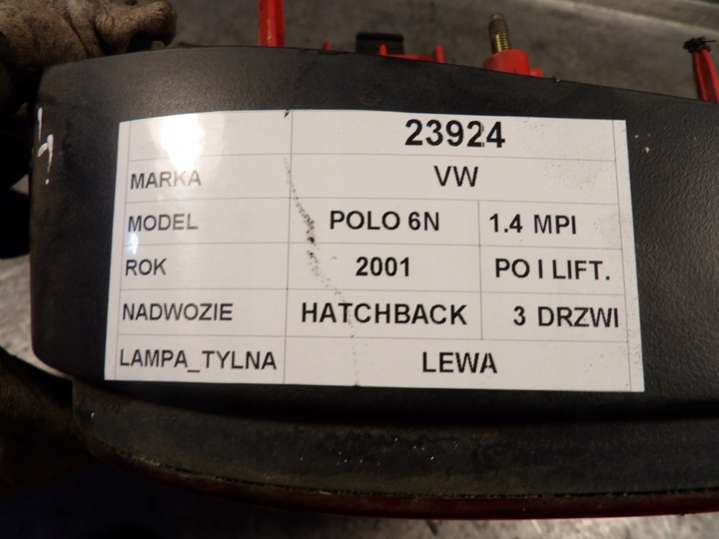 23924
MARKA VW
MODEL POLO 6N 1.4 MPI
ROK 2001 PO I LIFT.
NADWOZIE HATCHBACK 3 DRZWI
LAMPA_TYLNA LEWA